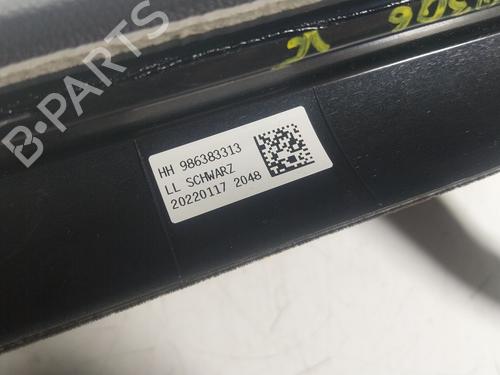 B-PARTS
HH 986383313
LL SCHWARZ
20220117 2048